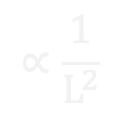 ∝ 1/L²